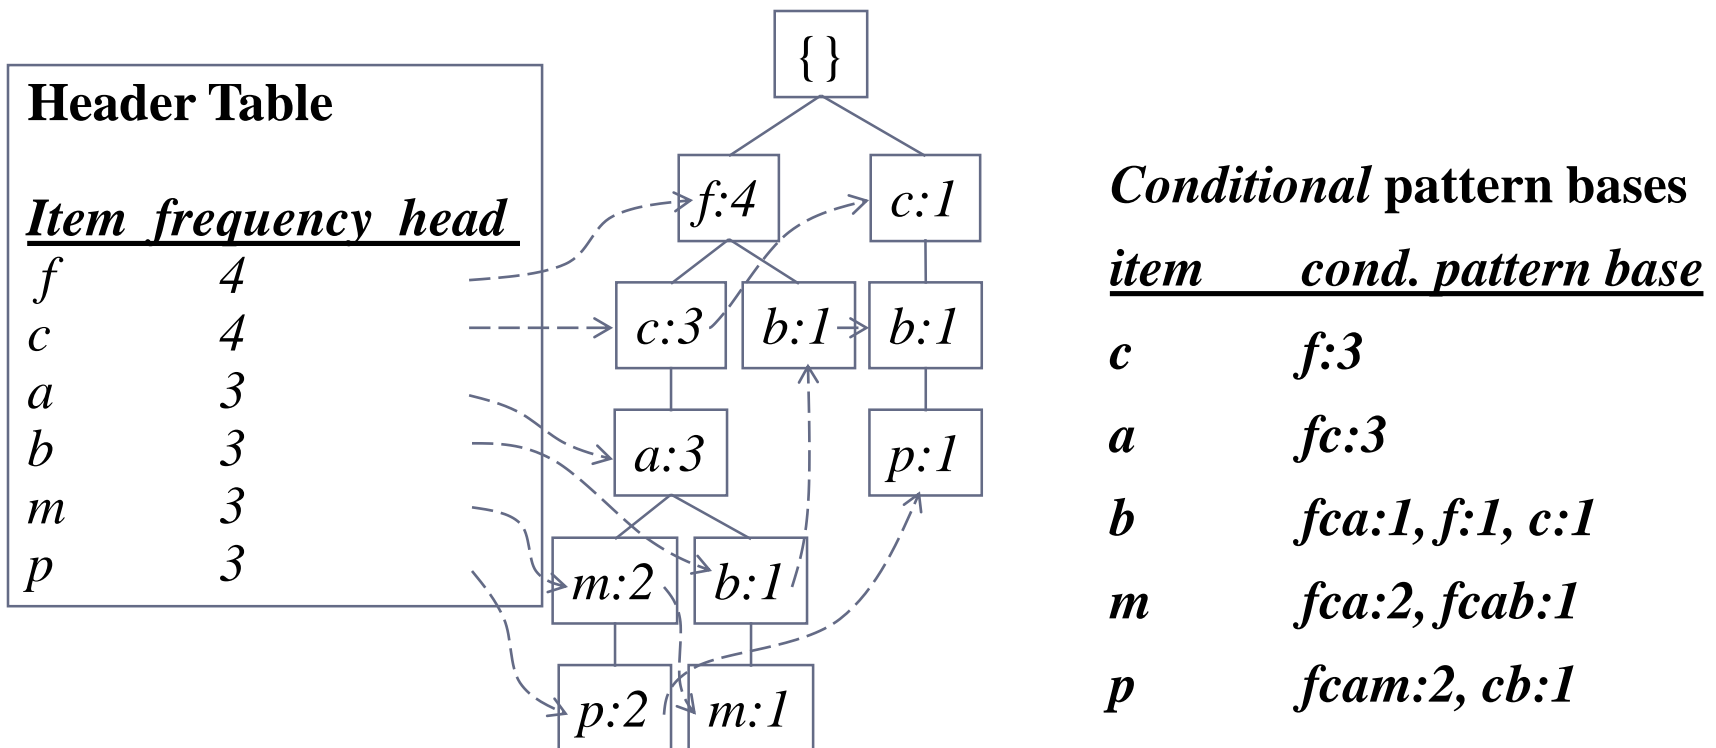 Header Table
Item frequency head
f 4
c 4
a 3
b 3
m 3
p 3
{}
f:4 c:1
c:3 b:1 b:1
a:3 p:1
m:2 b:1
p:2 m:1
Conditional pattern bases
item cond. pattern base
c f:3
a fc:3
b fca:1, f:1, c:1
m fca:2, fcab:1
p fcam:2, cb:1